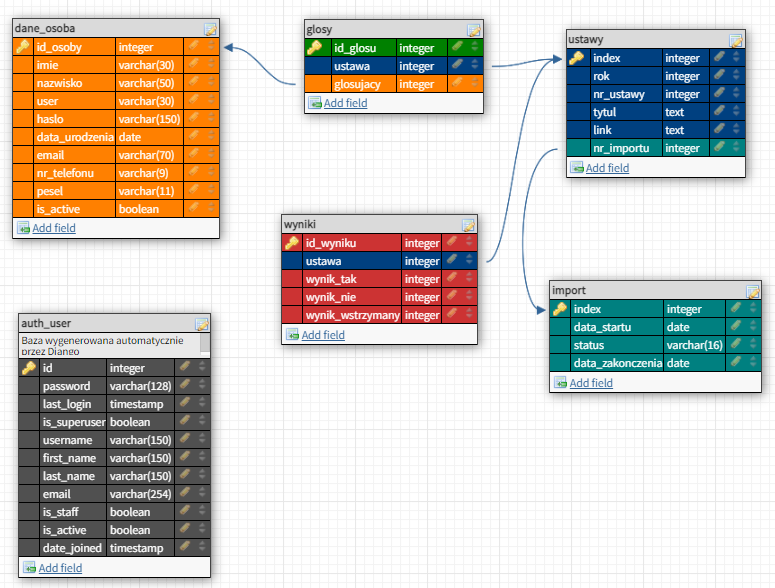 dane_osoba
id_osoby integer
imie varchar(30)
nazwisko varchar(50)
user varchar(30)
haslo varchar(150)
data_urodzenia date
email varchar(70)
nr_telefonu varchar(9)
pesel varchar(11)
is_active boolean
Add field
glosy
id_glosu integer
ustawa integer
glosujacy integer
Add field
ustawy
index integer
rok integer
nr_ustawy integer
tytul text
link text
nr_importu integer
Add field
wyniki
id_wyniku integer
ustawa integer
wynik_tak integer
wynik_nie integer
wynik_wstrzymany integer
Add field
import
index integer
data_startu date
status varchar(16)
data_zakonczenia date
Add field
auth_user
Baza wygenerowana automatycznie
przez Django
id integer
password varchar(128)
last_login timestamp
is_superuser boolean
username varchar(150)
first_name varchar(150)
last_name varchar(150)
email varchar(254)
is_staff boolean
is_active boolean
date_joined timestamp
Add field